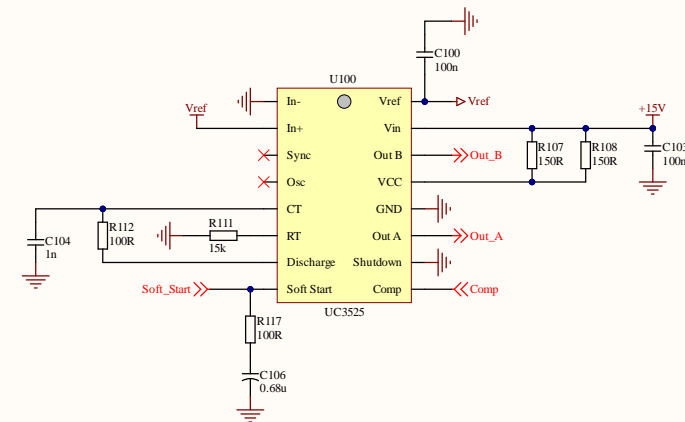 C100
100n
U100
In-
Vref
Vref
Vref
+15V
In+
Vin
Sync
Out B
Out_B
R107
150R
R108
150R
C103
100n
Osc
VCC
CT
GND
R112
100R
R111
15k
RT
Out A
Out_A
C104
1n
Discharge
Shutdown
Soft_Start
Soft Start
Comp
Comp
UC3525
R117
100R
C106
0.68u